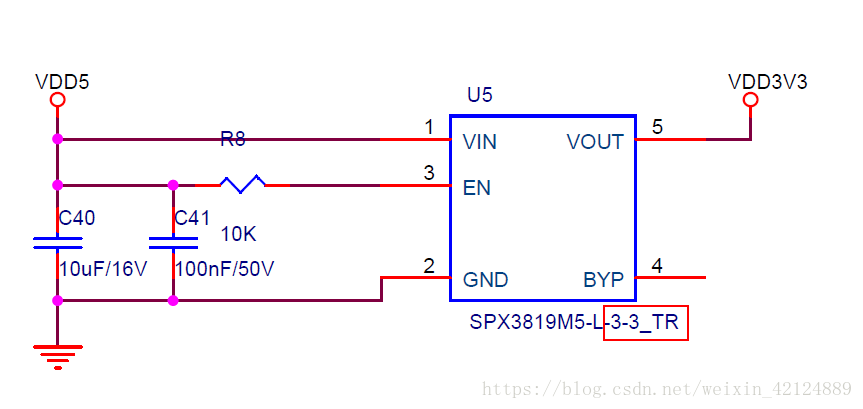 VDD5
VDD3V3
U5
R8
1
VIN
VOUT
5
3
EN
C40
C41
10K
10uF/16V
100nF/50V
2
GND
BYP
4
SPX3819M5-L-3-3_TR
https://blog.csdn.net/weixin_42124889